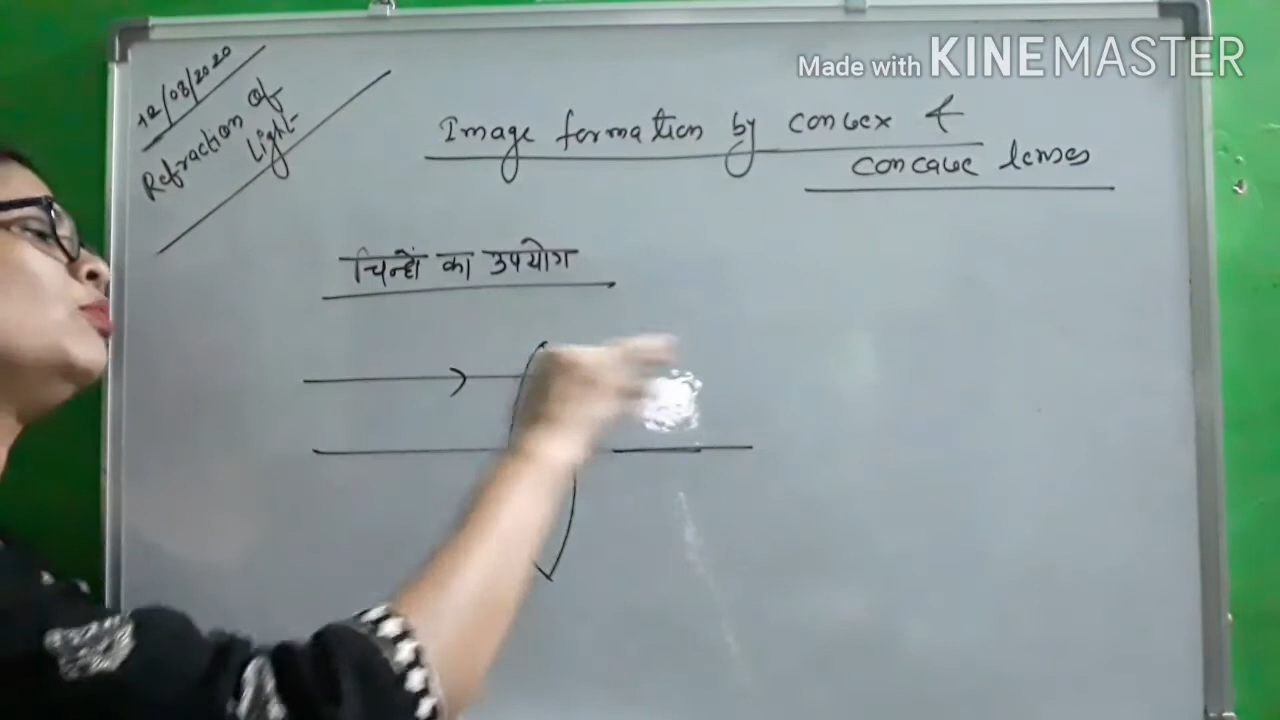 Made with KINEMASTER
12/08/2020
Refraction of
Light
Image formation by convex &
concave lenses
चिन्हों का उपयोग